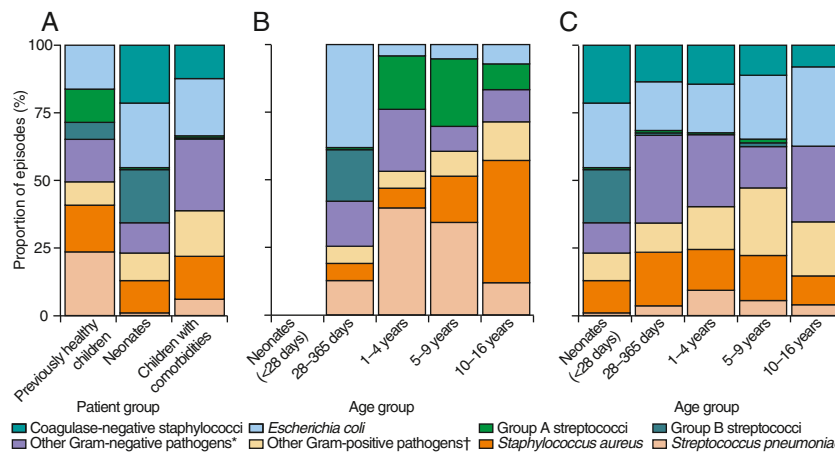 A
B
C
Proportion of episodes (%)
100
75
50
25
0
Previously healthy
children
Neonates
Children with
comorbidities
Neonates
(<28 days)
28–365 days
1–4 years
5–9 years
10–16 years
Neonates
(<28 days)
28–365 days
1–4 years
5–9 years
10–16 years
Patient group
Age group
Age group
Coagulase-negative staphylococci
Escherichia coli
Group A streptococci
Group B streptococci
Other Gram-negative pathogens*
Other Gram-positive pathogens†
Staphylococcus aureus
Streptococcus pneumoniae